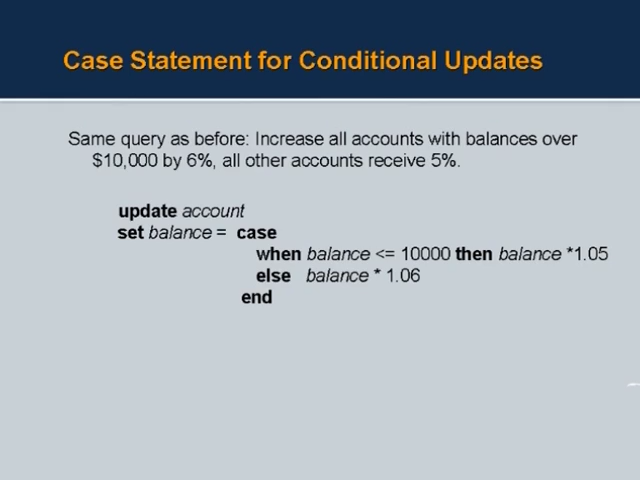 Case Statement for Conditional Updates
Same query as before: Increase all accounts with balances over
$10,000 by 6%, all other accounts receive 5%.
update account
set balance = case
when balance <= 10000 then balance *1.05
else balance * 1.06
end